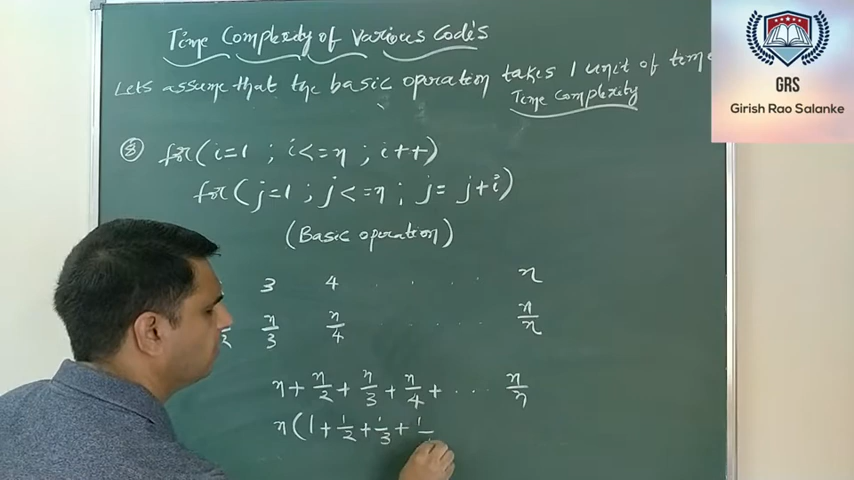 Time Complexity of Various Code's
Lets assume that the basic operation takes 1 unit of time
Time Complexity
GRS
Girish Rao Salanke
8 for(i=1 ; i<=n ; i++)
for(j=1 ; j<=n ; j= j+i)
(Basic operation)
3 4 . . . . n
n/3 n/4 . . . . . n/n
n + n/2 + n/3 + n/4 + . . . n/n
n(1 + 1/2 + 1/3 + 1/